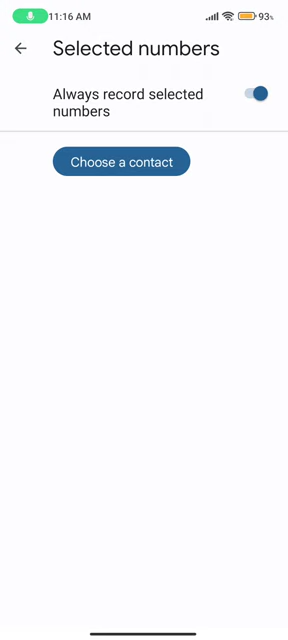 11:16 AM
93%
Selected numbers
Always record selected
numbers
Choose a contact